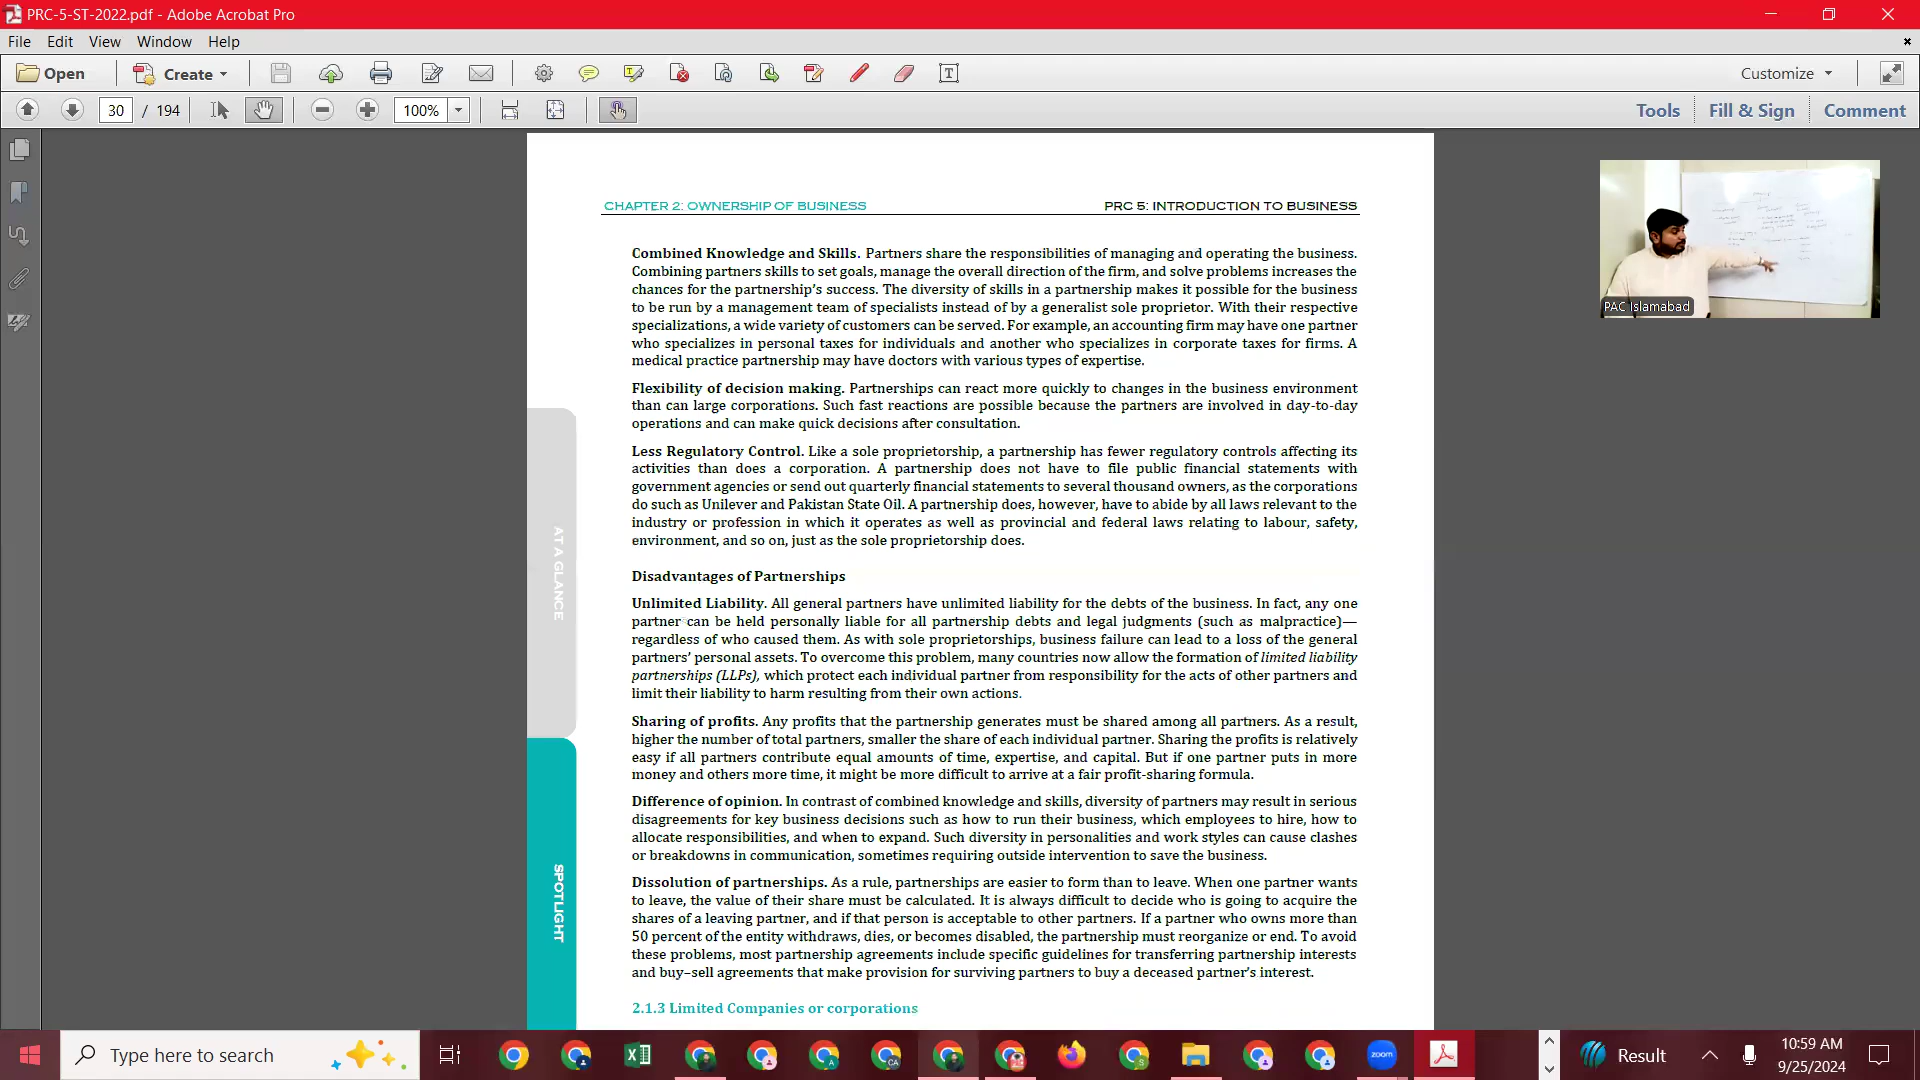 PRC-5-ST-2022.pdf - Adobe Acrobat Pro
File Edit View Window Help
Open Create Customize
30 / 194 100% Tools Fill & Sign Comment
CHAPTER 2: OWNERSHIP OF BUSINESS PRC 5: INTRODUCTION TO BUSINESS
Combined Knowledge and Skills. Partners share the responsibilities of managing and operating the business.
Combining partners skills to set goals, manage the overall direction of the firm, and solve problems increases the
chances for the partnership's success. The diversity of skills in a partnership makes it possible for the business
to be run by a management team of specialists instead of by a generalist sole proprietor. With their respective
specializations, a wide variety of customers can be served. For example, an accounting firm may have one partner
who specializes in personal taxes for individuals and another who specializes in corporate taxes for firms. A
medical practice partnership may have doctors with various types of expertise.
Flexibility of decision making. Partnerships can react more quickly to changes in the business environment
than can large corporations. Such fast reactions are possible because the partners are involved in day-to-day
operations and can make quick decisions after consultation.
Less Regulatory Control. Like a sole proprietorship, a partnership has fewer regulatory controls affecting its
activities than does a corporation. A partnership does not have to file public financial statements with
government agencies or send out quarterly financial statements to several thousand owners, as the corporations
do such as Unilever and Pakistan State Oil. A partnership does, however, have to abide by all laws relevant to the
industry or profession in which it operates as well as provincial and federal laws relating to labour, safety,
environment, and so on, just as the sole proprietorship does.
Disadvantages of Partnerships
Unlimited Liability. All general partners have unlimited liability for the debts of the business. In fact, any one
partner can be held personally liable for all partnership debts and legal judgments (such as malpractice)—
regardless of who caused them. As with sole proprietorships, business failure can lead to a loss of the general
partners' personal assets. To overcome this problem, many countries now allow the formation of limited liability
partnerships (LLPs), which protect each individual partner from responsibility for the acts of other partners and
limit their liability to harm resulting from their own actions.
Sharing of profits. Any profits that the partnership generates must be shared among all partners. As a result,
higher the number of total partners, smaller the share of each individual partner. Sharing the profits is relatively
easy if all partners contribute equal amounts of time, expertise, and capital. But if one partner puts in more
money and others more time, it might be more difficult to arrive at a fair profit-sharing formula.
Difference of opinion. In contrast of combined knowledge and skills, diversity of partners may result in serious
disagreements for key business decisions such as how to run their business, which employees to hire, how to
allocate responsibilities, and when to expand. Such diversity in personalities and work styles can cause clashes
or breakdowns in communication, sometimes requiring outside intervention to save the business.
Dissolution of partnerships. As a rule, partnerships are easier to form than to leave. When one partner wants
to leave, the value of their share must be calculated. It is always difficult to decide who is going to acquire the
shares of a leaving partner, and if that person is acceptable to other partners. If a partner who owns more than
50 percent of the entity withdraws, dies, or becomes disabled, the partnership must reorganize or end. To avoid
these problems, most partnership agreements include specific guidelines for transferring partnership interests
and buy–sell agreements that make provision for surviving partners to buy a deceased partner's interest.
2.1.3 Limited Companies or corporations
AT A GLANCE
SPOTLIGHT
PAC Islamabad
Type here to search
zoom
Result
10:59 AM
9/25/2024